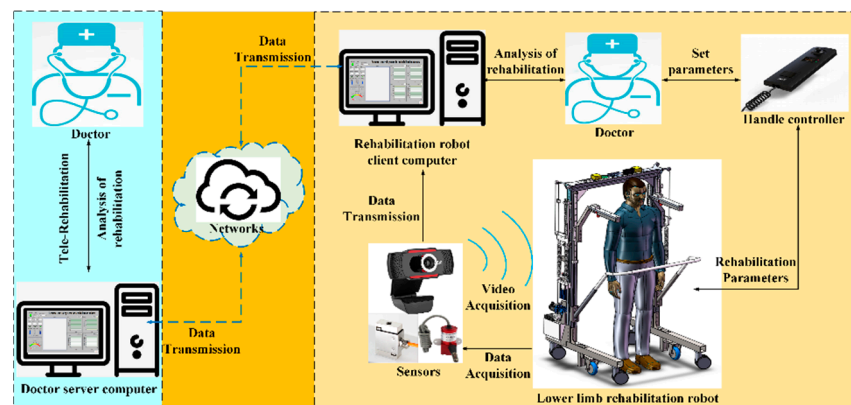 Doctor
Tele-Rehabilitation
Analysis of
rehabilitation
Doctor server computer
Data
Transmission
Networks
Data
Transmission
Rehabilitation robot
client computer
Analysis of
rehabilitation
Doctor
Set
parameters
Handle controller
Data
Transmission
Video
Acquisition
Sensors
Data
Acquisition
Rehabilitation
Parameters
Lower limb rehabilitation robot